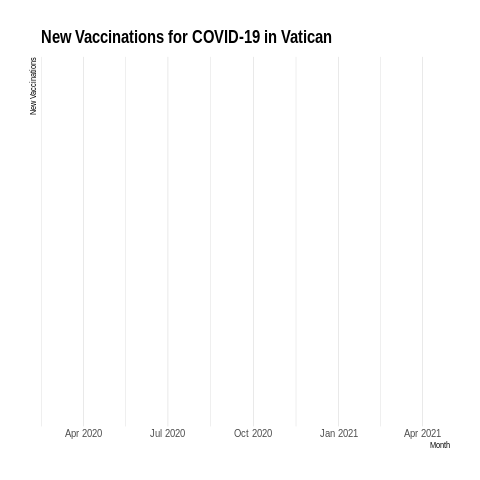 New Vaccinations for COVID-19 in Vatican
New Vaccinations
Apr 2020 Jul 2020 Oct 2020 Jan 2021 Apr 2021
Month